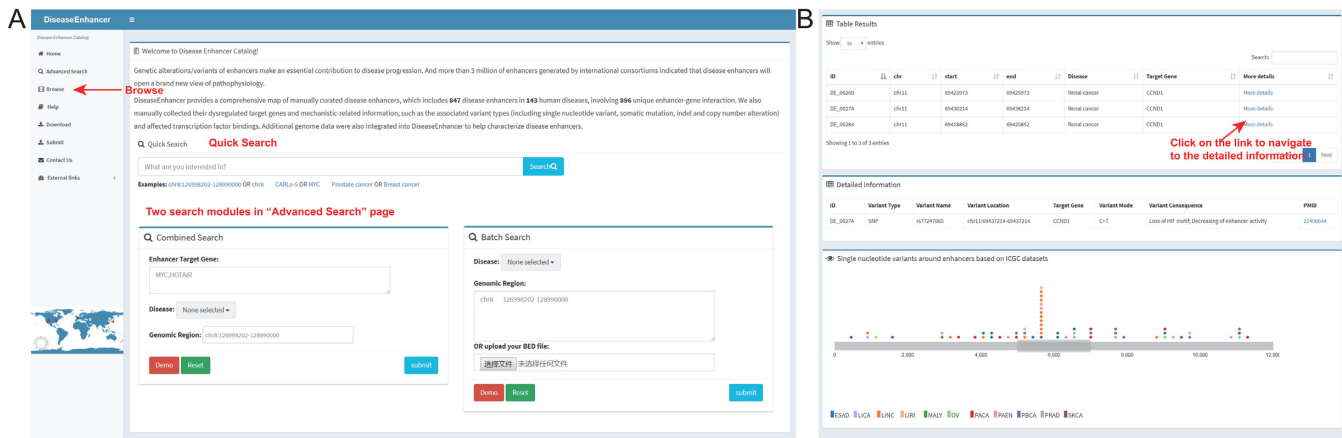 A
DiseaseEnhancer
Disease Enhancer Catalog
Home
Advanced Search
Browse
Help
Download
Submit
Contact Us
External links
Browse
Welcome to Disease Enhancer Catalog!
Genetic alterations/variants of enhancers make an essential contribution to disease progression. And more than 3 million of enhancers generated by international consortiums indicated that disease enhancers will
open a brand new view of pathophysiology.
DiseaseEnhancer provides a comprehensive map of manually curated disease enhancers, which includes 847 disease enhancers in 143 human diseases, involving 896 unique enhancer-gene interaction. We also
manually collected their dysregulated target genes and mechanistic-related information, such as the associated variant types (including single nucleotide variant, somatic mutation, indel and copy number alteration)
and affected transcription factor bindings. Additional genome data were also integrated into DiseaseEnhancer to help characterize disease enhancers.
Quick Search Quick Search
What are you interested in? Search
Examples: chr8:126998202-128990000 OR chr8 CARLo-5 OR MYC Prostate cancer OR Breast cancer
Two search modules in “Advanced Search” page
Combined Search
Enhancer Target Gene:
MYC,HOTAIR
Disease: None selected
Genomic Region: chr8:126998202-128990000
Demo Reset submit
Batch Search
Disease: None selected
Genomic Region:
chr8 126998202 128990000
OR upload your BED file:
选择文件 未选择任何文件
Demo Reset submit
B
Table Results
Show 10 entries
Search:
ID chr start end Disease Target Gene More details
DE_00260 chr11 69423973 69425973 Renal cancer CCND1 More details
DE_00274 chr11 69436214 69438214 Renal cancer CCND1 More details
DE_00284 chr11 69418852 69420852 Renal cancer CCND1 More details
Showing 1 to 3 of 3 entries
Click on the link to navigate
to the detailed information
1 Next
Detailed Information
ID Variant Type Variant Name Variant Location Target Gene Variant Mode Variant Consequence PMID
DE_00274 SNP rs77247065 chr11:69437214-69437214 CCND1 C>T Loss of HIF motif; Decreasing of enhancer activity 22406644
Single nucleotide variants around enhancers based on ICGC datasets
0 2,000 4,000 6,000 8,000 10,000 12,000
ESAD LICA LINC LIRI MALY OV PACA PAEN PBCA PRAD SKCA